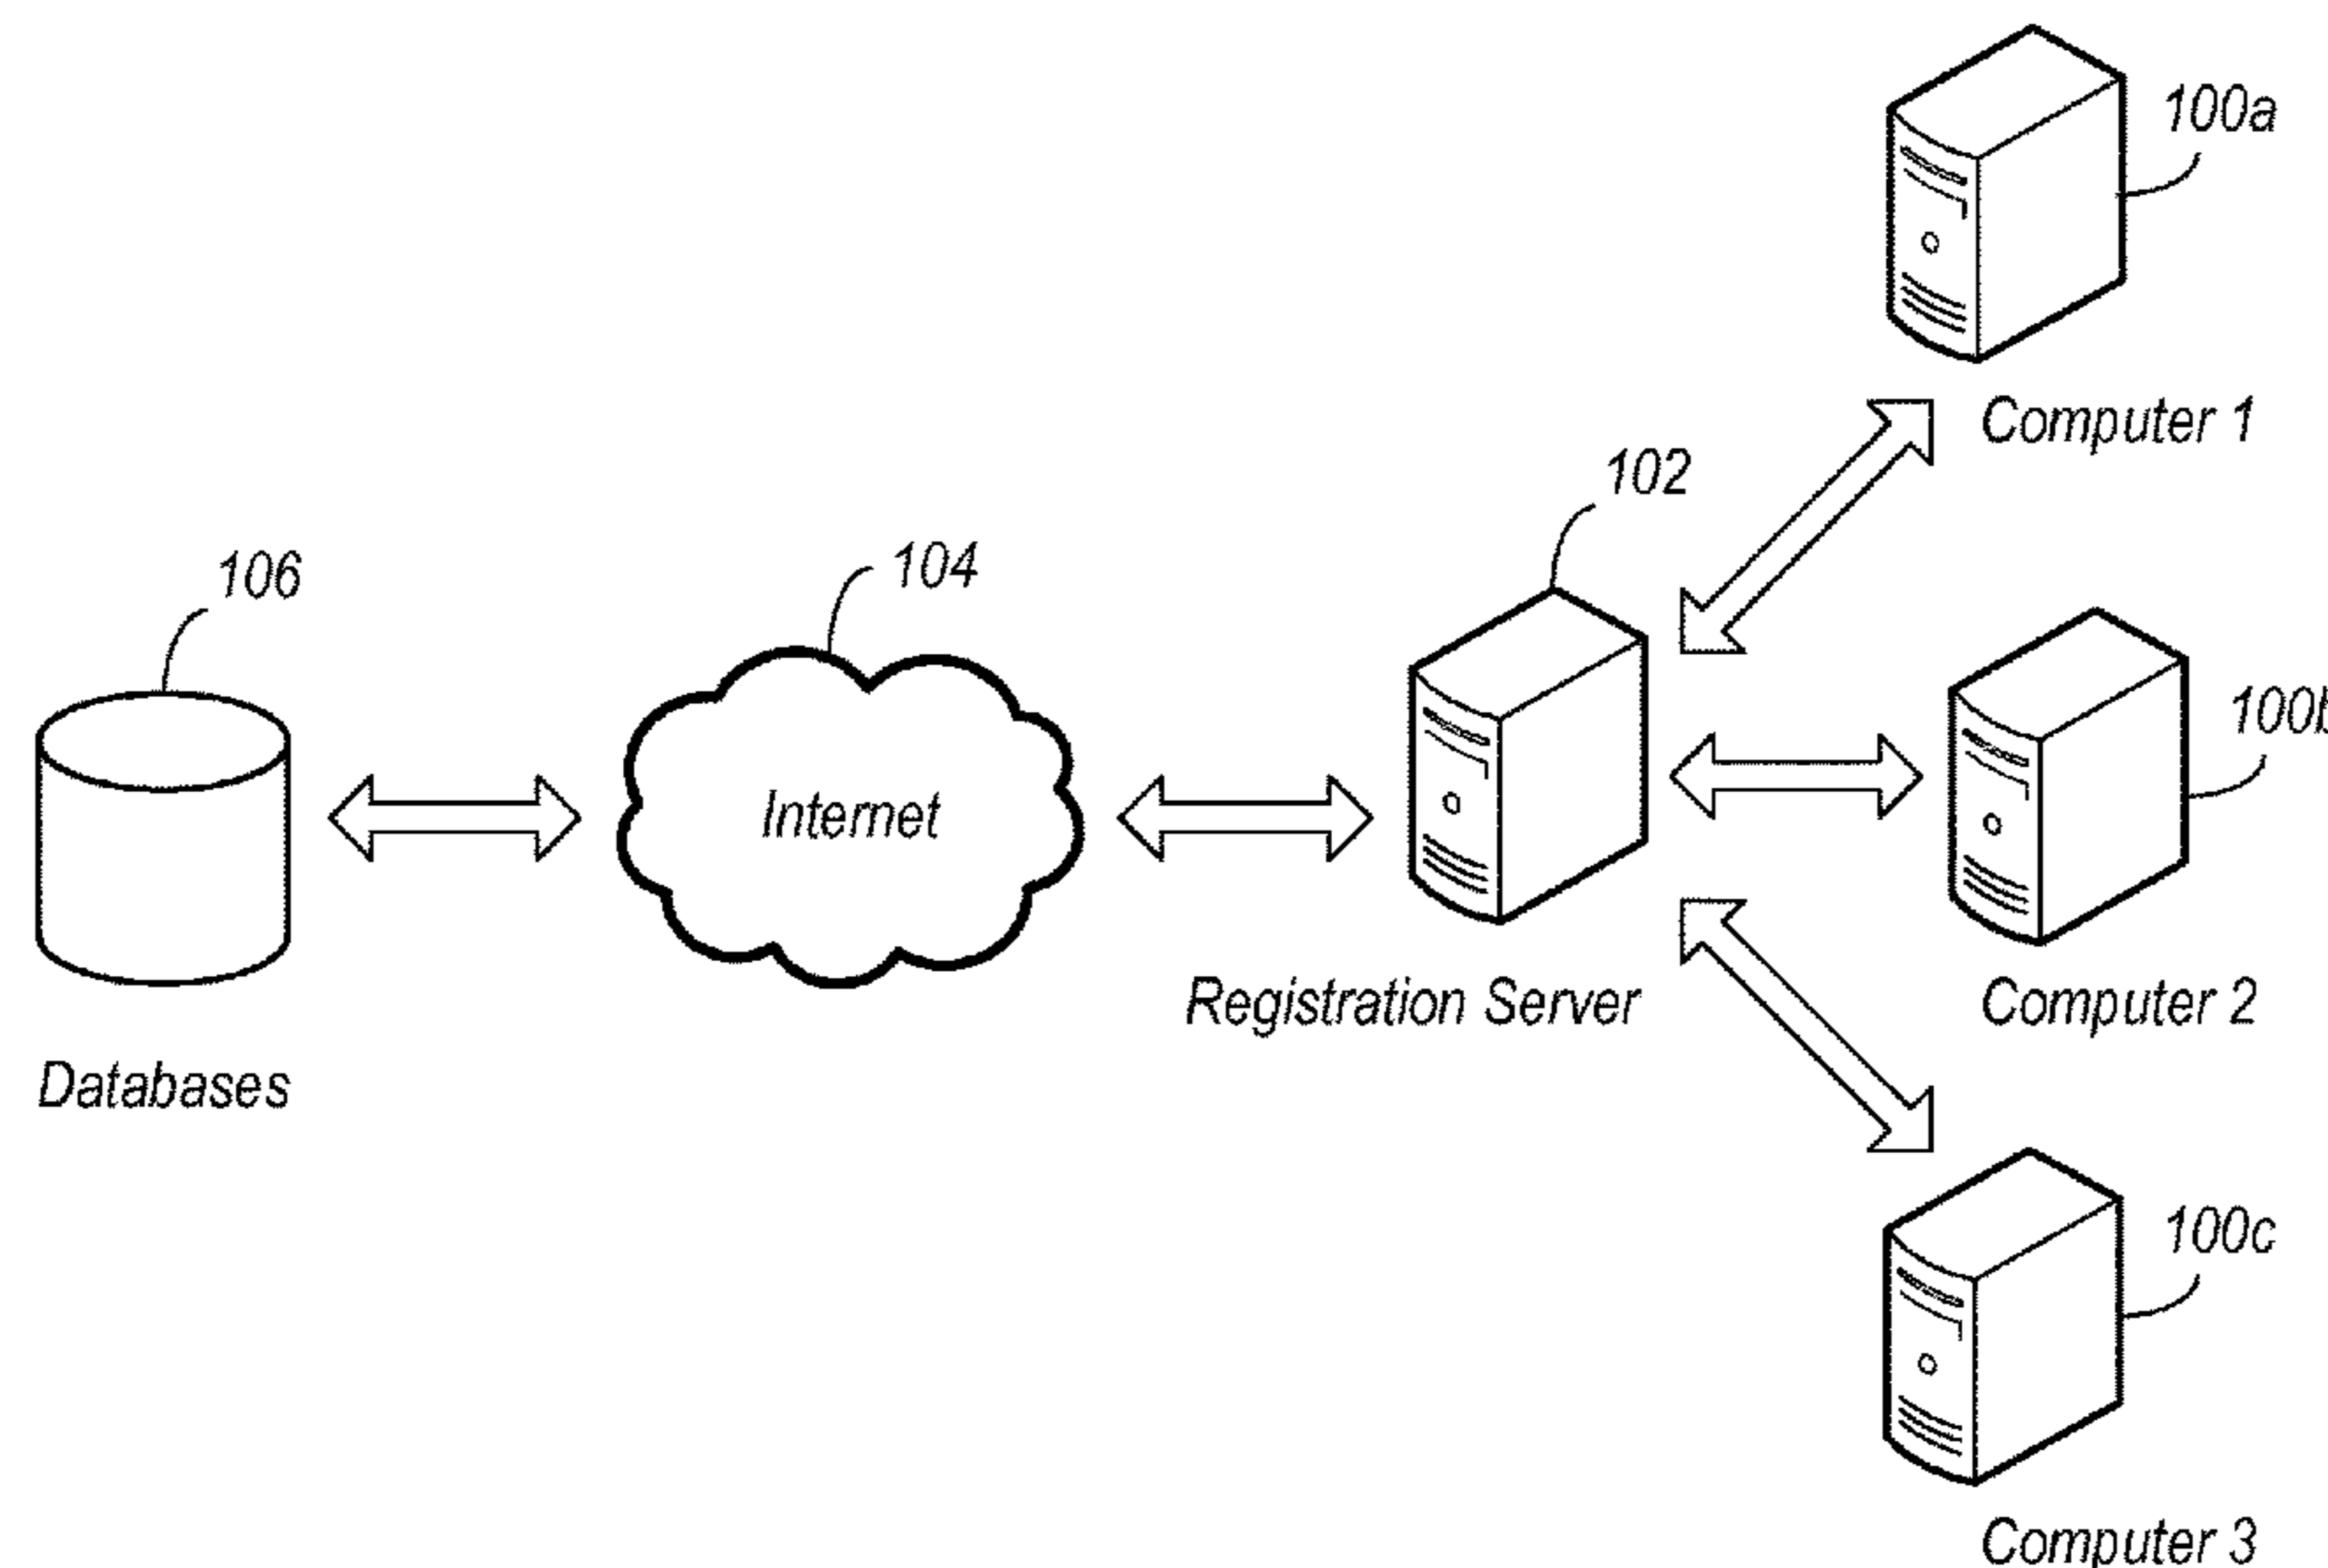 100a
Computer 1
102
104
106
100b
Internet
Registration Server
Computer 2
Databases
100c
Computer 3